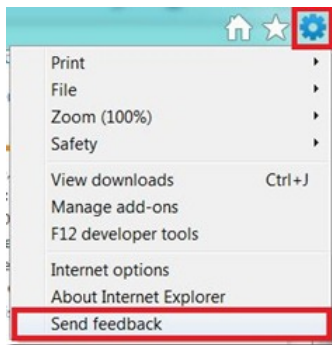 Print
File
Zoom (100%)
Safety
View downloads Ctrl+J
Manage add-ons
F12 developer tools
Internet options
About Internet Explorer
Send feedback